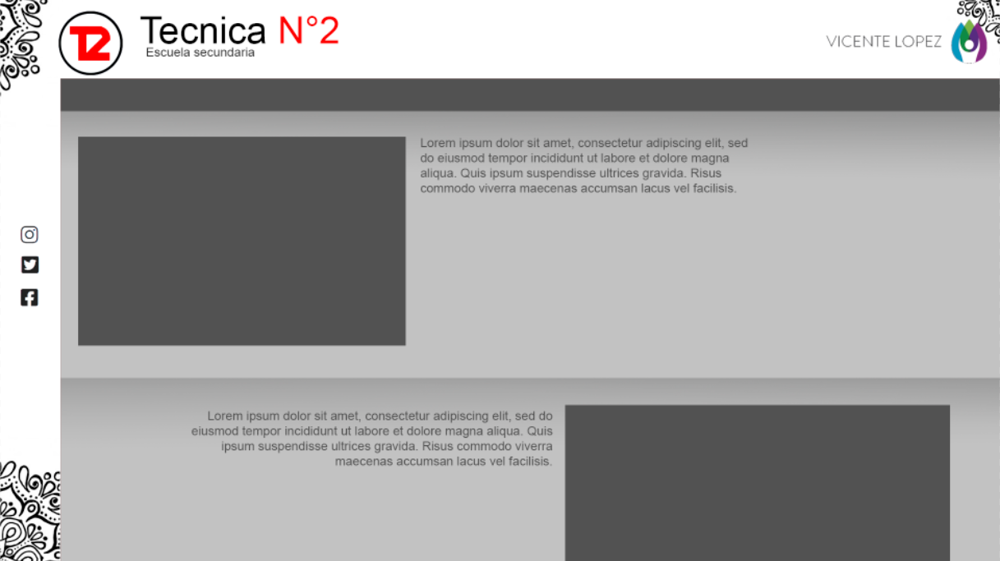 T2
Tecnica N°2
Escuela secundaria
VICENTE LOPEZ
Lorem ipsum dolor sit amet, consectetur adipiscing elit, sed
do eiusmod tempor incididunt ut labore et dolore magna
aliqua. Quis ipsum suspendisse ultrices gravida. Risus
commodo viverra maecenas accumsan lacus vel facilisis.
Lorem ipsum dolor sit amet, consectetur adipiscing elit, sed do
eiusmod tempor incididunt ut labore et dolore magna aliqua. Quis
ipsum suspendisse ultrices gravida. Risus commodo viverra
maecenas accumsan lacus vel facilisis.